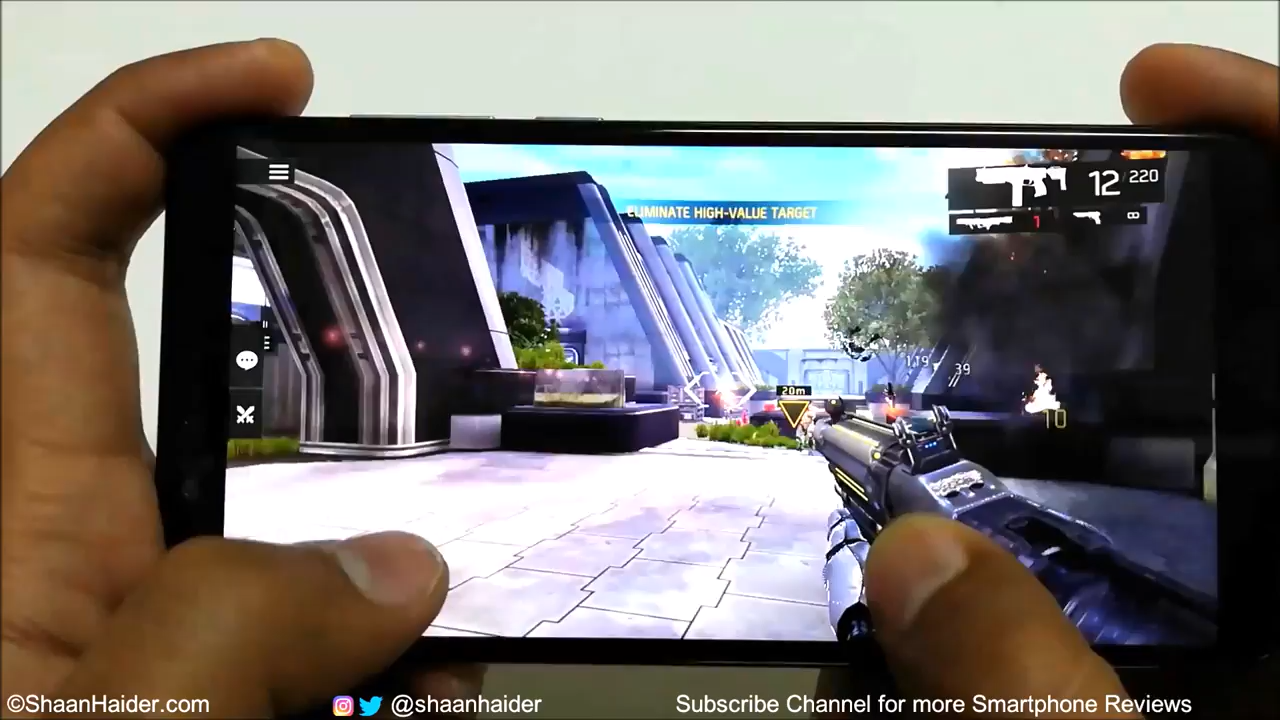 ELIMINATE HIGH-VALUE TARGET
12 / 220
1
∞
119
39
20m
10
©ShaanHaider.com
@shaanhaider
Subscribe Channel for more Smartphone Reviews